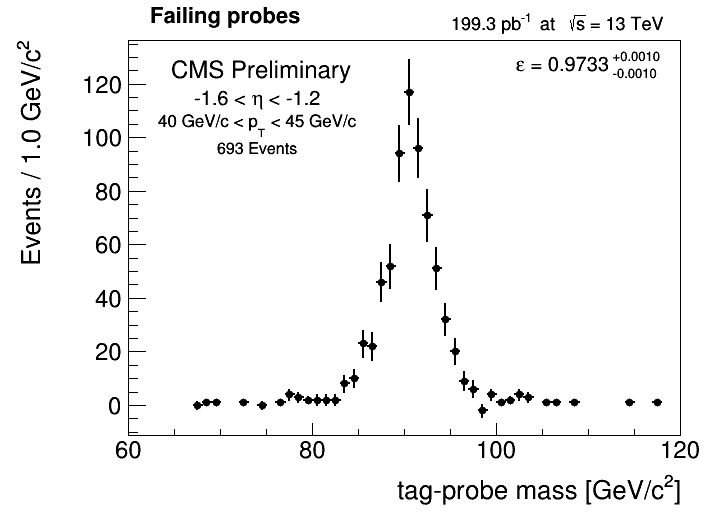 Failing probes
199.3 pb⁻¹ at √s = 13 TeV
CMS Preliminary
-1.6 < η < -1.2
40 GeV/c < p_T < 45 GeV/c
693 Events
ε = 0.9733 +0.0010 -0.0010
Events / 1.0 GeV/c²
120
100
80
60
40
20
0
60 80 100 120
tag-probe mass [GeV/c²]